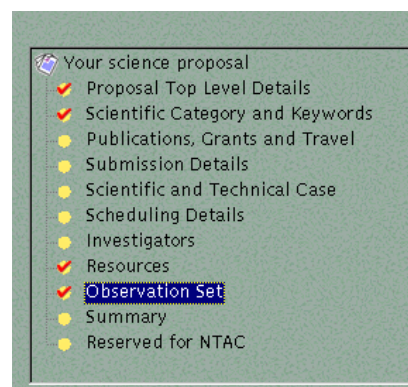 Your science proposal
Proposal Top Level Details
Scientific Category and Keywords
Publications, Grants and Travel
Submission Details
Scientific and Technical Case
Scheduling Details
Investigators
Resources
Observation Set
Summary
Reserved for NTAC